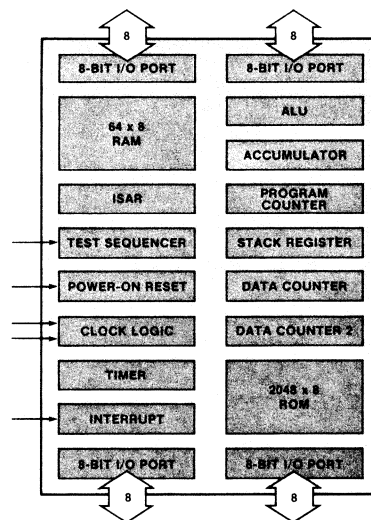 8
8
8-BIT I/O PORT
8-BIT I/O PORT
64 x 8
RAM
ALU
ACCUMULATOR
ISAR
PROGRAM
COUNTER
TEST SEQUENCER
STACK REGISTER
POWER-ON RESET
DATA COUNTER
CLOCK LOGIC
DATA COUNTER 2
TIMER
2048 x 8
ROM
INTERRUPT
8-BIT I/O PORT
8-BIT I/O PORT
8
8